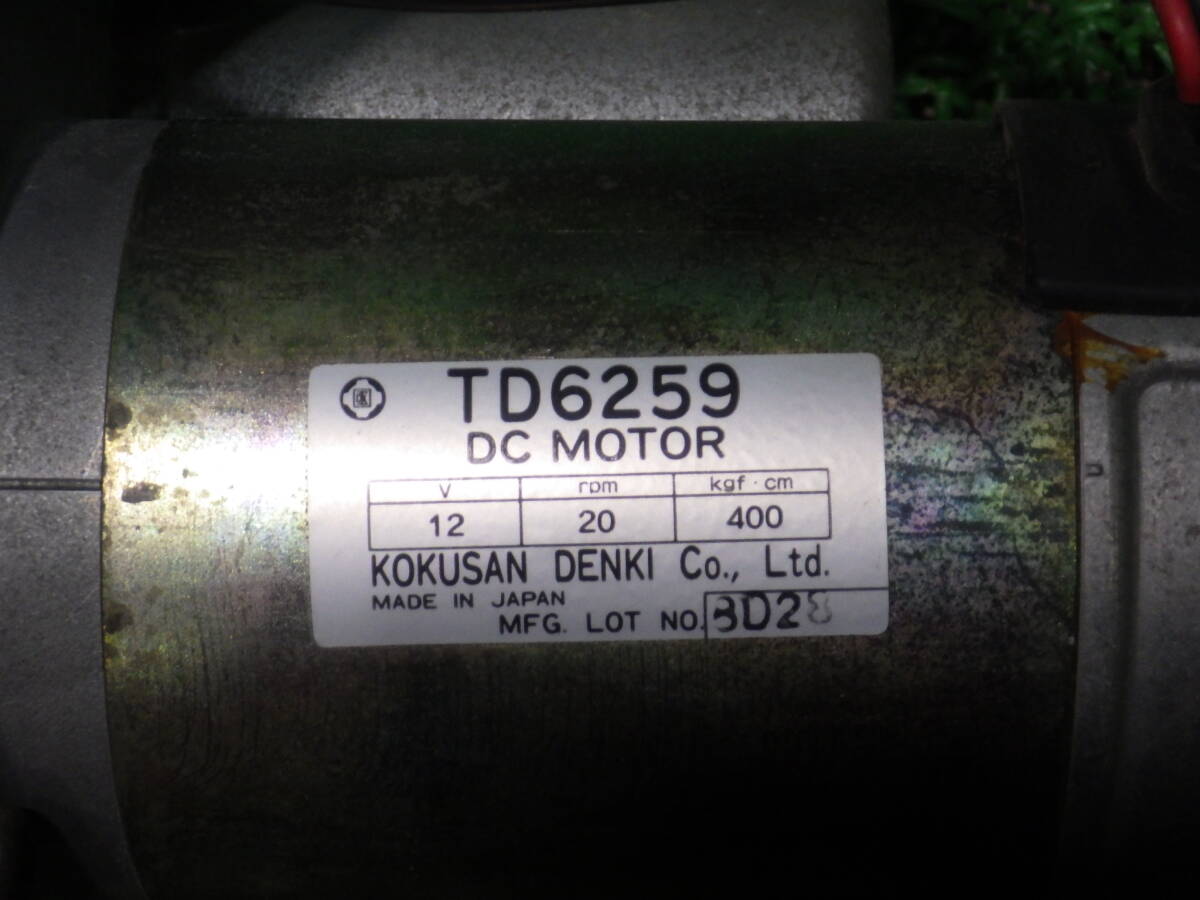 TD6259
DC MOTOR
V rpm kgf·cm
12 20 400
KOKUSAN DENKI Co., Ltd.
MADE IN JAPAN
MFG. LOT NO.